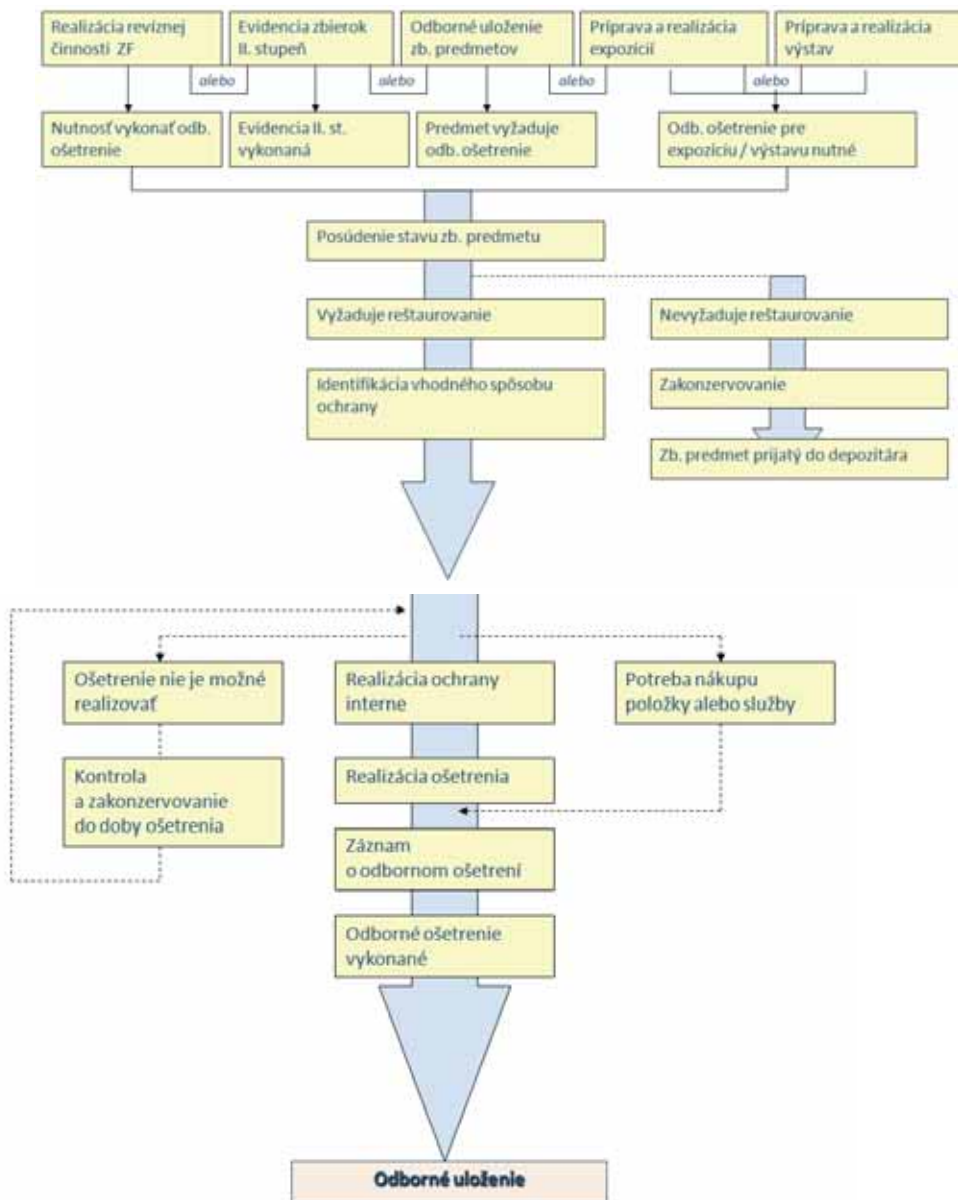 Realizácia revíznej
činnosti ZF
Evidencia zbierok
II. stupeň
Odborné uloženie
zb. predmetov
Príprava a realizácia
expozícií
Príprava a realizácia
výstav
alebo
alebo
alebo
alebo
Nutnosť vykonať odb.
ošetrenie
Evidencia II. st.
vykonaná
Predmet vyžaduje
odb. ošetrenie
Odb. ošetrenie pre
expozíciu / výstavu nutné
Posúdenie stavu zb. predmetu
Vyžaduje reštaurovanie
Nevyžaduje reštaurovanie
Identifikácia vhodného spôsobu
ochrany
Zakonzervovanie
Zb. predmet prijatý do depozitára
Ošetrenie nie je možné
realizovať
Realizácia ochrany
interne
Potreba nákupu
položky alebo služby
Kontrola
a zakonzervovanie
do doby ošetrenia
Realizácia ošetrenia
Záznam
o odbornom ošetrení
Odborné ošetrenie
vykonané
Odborné uloženie